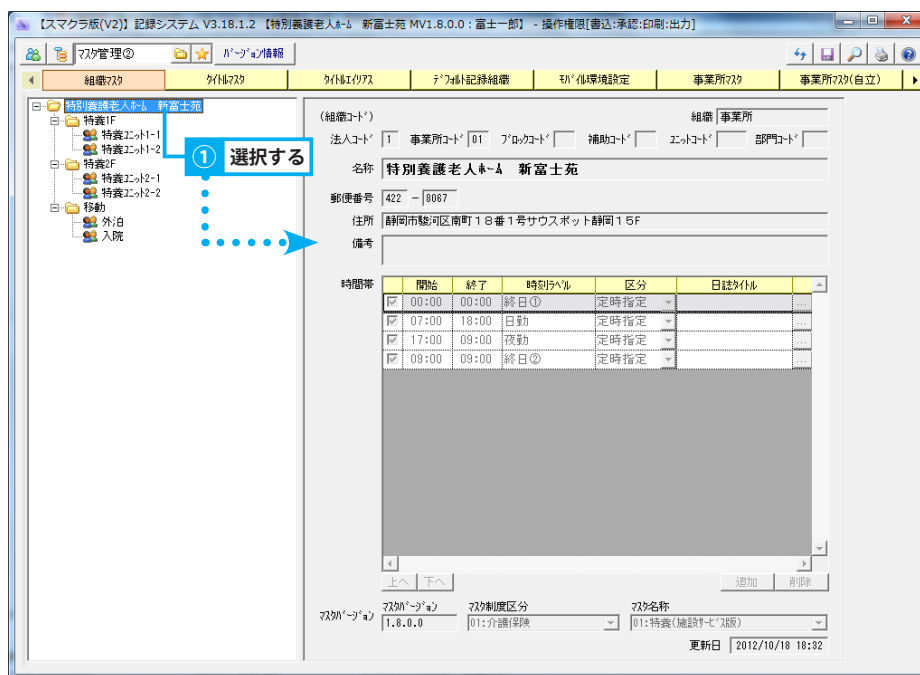 【スマクラ版(V2)】記録システム V3.18.1.2 【特別養護老人ﾎｰﾑ 新富士苑 MV1.8.0.0：富士一郎】 - 操作権限[書込:承認:印刷:出力]
ﾏｽﾀ管理② ﾊﾞｰｼﾞｮﾝ情報
組織ﾏｽﾀ ﾀｲﾄﾙﾏｽﾀ ﾀｲﾄﾙｴｲﾘｱｽ ﾃﾞﾌｫﾙﾄ記録組織 ﾓﾊﾞｲﾙ環境設定 事業所ﾏｽﾀ 事業所ﾏｽﾀ(自立)
特別養護老人ﾎｰﾑ 新富士苑
特養1F
特養ﾕﾆｯﾄ1-1
特養ﾕﾆｯﾄ1-2
特養2F
特養ﾕﾆｯﾄ2-1
特養ﾕﾆｯﾄ2-2
移動
外泊
入院
① 選択する
(組織ｺｰﾄﾞ) 組織 事業所
法人ｺｰﾄﾞ 1 事業所ｺｰﾄﾞ 01 ﾌﾞﾛｯｸｺｰﾄﾞ 補助ｺｰﾄﾞ ﾕﾆｯﾄｺｰﾄﾞ 部門ｺｰﾄﾞ
名称 特別養護老人ﾎｰﾑ 新富士苑
郵便番号 422 - 8067
住所 静岡市駿河区南町１８番１号サウスポット静岡１５F
備考
時間帯 開始 終了 時刻ﾗﾍﾞﾙ 区分 日誌ﾀｲﾄﾙ
00:00 00:00 終日① 定時指定 ...
07:00 18:00 日勤 定時指定 ...
17:00 09:00 夜勤 定時指定 ...
09:00 09:00 終日② 定時指定 ...
上へ 下へ 追加 削除
ﾏｽﾀﾊﾞｰｼﾞｮﾝ ﾏｽﾀﾊﾞｰｼﾞｮﾝ ﾏｽﾀ制度区分 ﾏｽﾀ名称
1.8.0.0 01:介護保険 01:特養(施設ｻｰﾋﾞｽ版)
更新日 2012/10/18 18:32